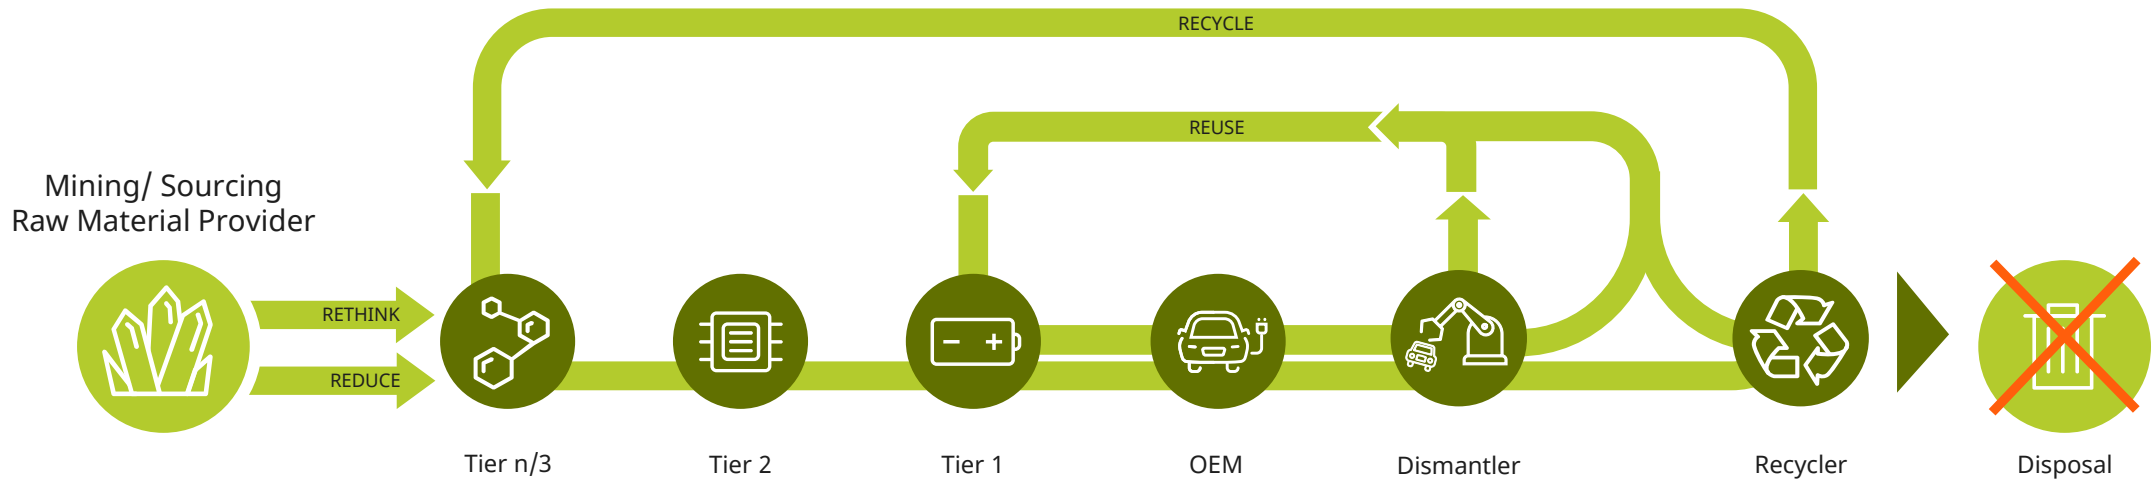 RECYCLE
REUSE
Mining/ Sourcing
Raw Material Provider
RETHINK
REDUCE
Tier n/3
Tier 2
Tier 1
OEM
Dismantler
Recycler
Disposal